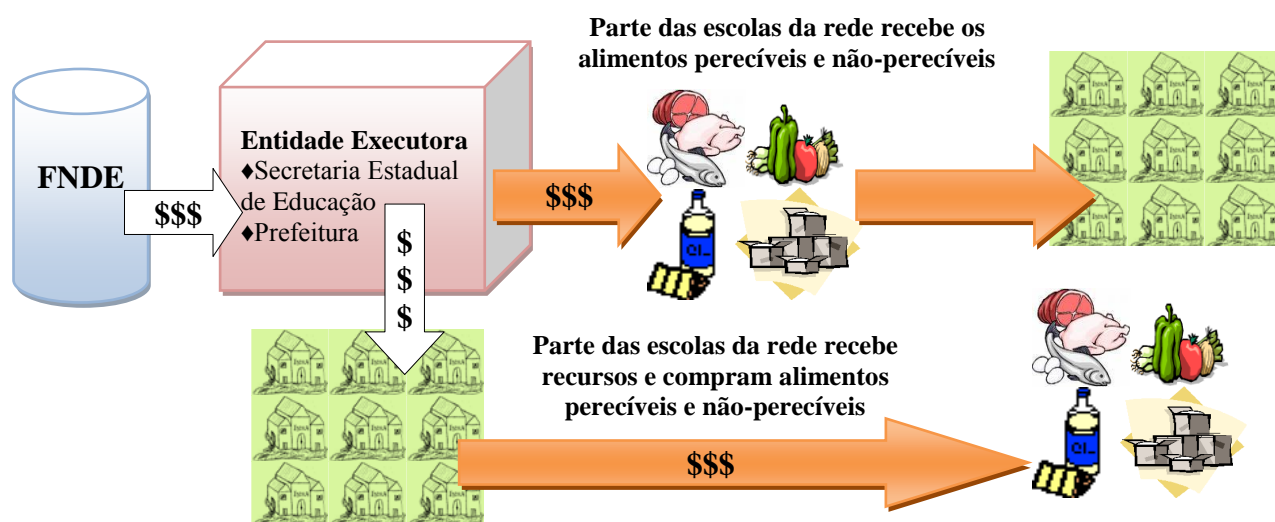 Parte das escolas da rede recebe os
alimentos perecíveis e não-perecíveis
FNDE
$$$
Entidade Executora
♦Secretaria Estadual
de Educação
♦Prefeitura
$$$
$
$
$
Parte das escolas da rede recebe
recursos e compram alimentos
perecíveis e não-perecíveis
$$$